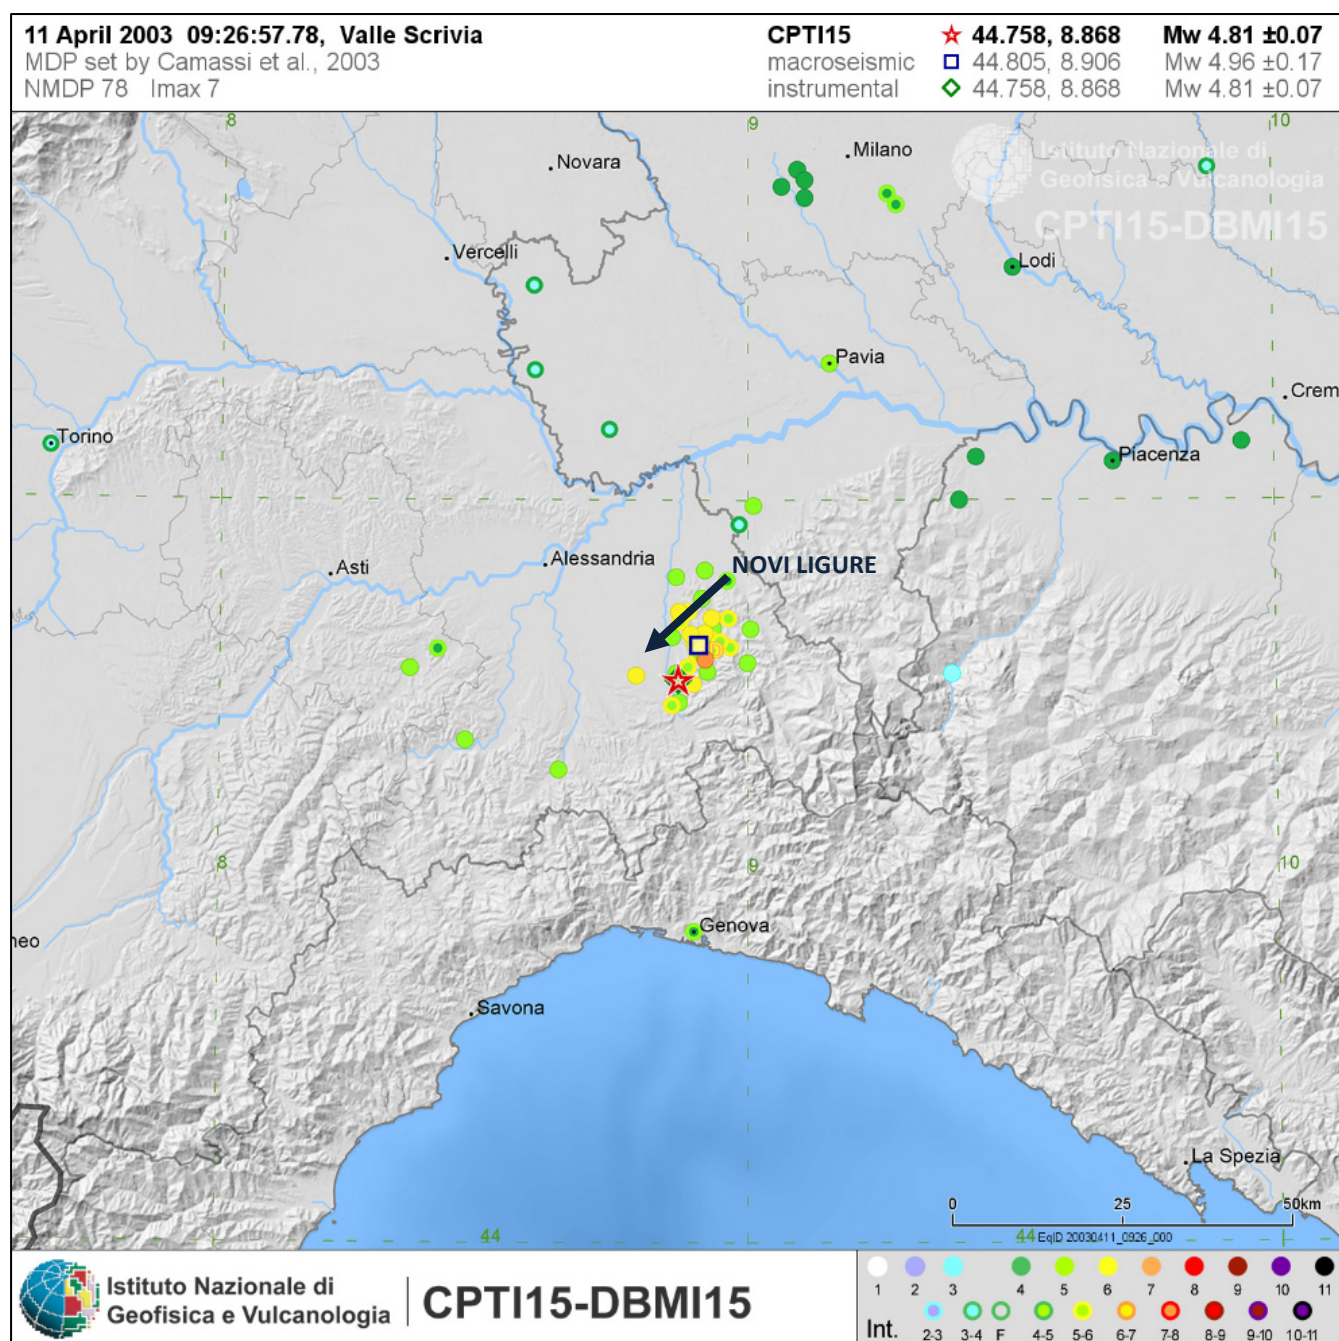 11 April 2003 09:26:57.78, Valle Scrivia
MDP set by Camassi et al., 2003
NMDP 78 Imax 7
CPTI15 44.758, 8.868 Mw 4.81 ±0.07
macroseismic 44.805, 8.906 Mw 4.96 ±0.17
instrumental 44.758, 8.868 Mw 4.81 ±0.07
8
9
10
Novara
Milano
Istituto Nazionale di
Geofisica e Vulcanologia
CPTI15-DBMI15
Vercelli
Lodi
Pavia
Crem
Torino
Piacenza
Alessandria
Asti
NOVI LIGURE
8
9
10
Genova
neo
Savona
La Spezia
0 25 50km
44
44
EqID 20030411_0926_000
Istituto Nazionale di
Geofisica e Vulcanologia
CPTI15-DBMI15
1 2 3 4 5 6 7 8 9 10 11
Int. 2-3 3-4 F 4-5 5-6 6-7 7-8 8-9 9-10 10-11